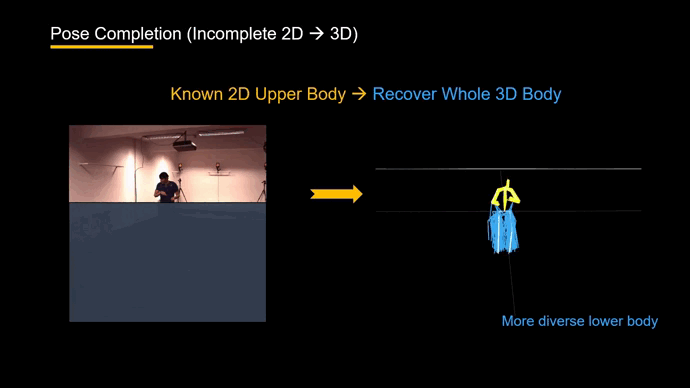 Pose Completion (Incomplete 2D → 3D)
Known 2D Upper Body → Recover Whole 3D Body
More diverse lower body